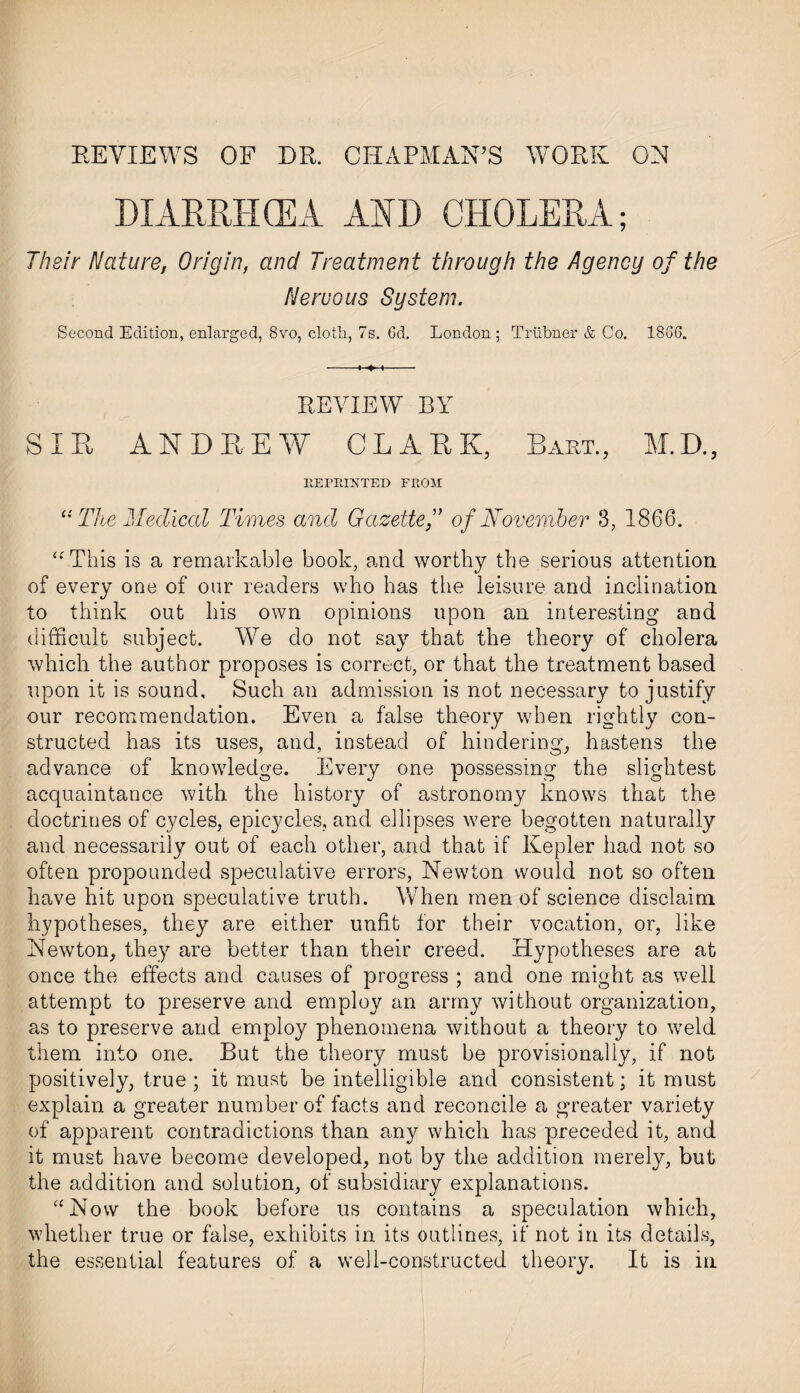 REVIEWS OF DR. CHAPMAN'S WORK ON
DIARRHŒA AND CHOLERA;
Their Nature, Origin, and Treatment through the Agency of the
Nervous System.
Second Edition, enlarged, 8vo, cloth, 7s. 6d. London; Trübner & Co. 1866.
REVIEW BY
SIR ANDREW CLARK, BART., M.D.,
REPRINTED FROM
“The Medical Times and Gazette,” of November 3, 1866.
“This is a remarkable book, and worthy the serious attention
of every one of our readers who has the leisure and inclination
to think out his own opinions upon an interesting and
difficult subject. We do not say that the theory of cholera
which the author proposes is correct, or that the treatment based
upon it is sound. Such an admission is not necessary to justify
our recommendation. Even a false theory when rightly con-
structed has its uses, and, instead of hindering, hastens the
advance of knowledge. Every one possessing the slightest
acquaintance with the history of astronomy knows that the
doctrines of cycles, epicycles, and ellipses were begotten naturally
and necessarily out of each other, and that if Kepler had not so
often propounded speculative errors, Newton would not so often
have hit upon speculative truth. When men of science disclaim
hypotheses, they are either unfit for their vocation, or, like
Newton, they are better than their creed. Hypotheses are at
once the effects and causes of progress ; and one might as well
attempt to preserve and employ an army without organization,
as to preserve and employ phenomena without a theory to weld
them into one. But the theory must be provisionally, if not
positively, true ; it must be intelligible and consistent; it must
explain a greater number of facts and reconcile a greater variety
of apparent contradictions than any which has preceded it, and
it must have become developed, not by the addition merely, but
the addition and solution, of subsidiary explanations.
“Now the book before us contains a speculation which,
whether true or false, exhibits in its outlines, if not in its details,
the essential features of a well-constructed theory. It is in